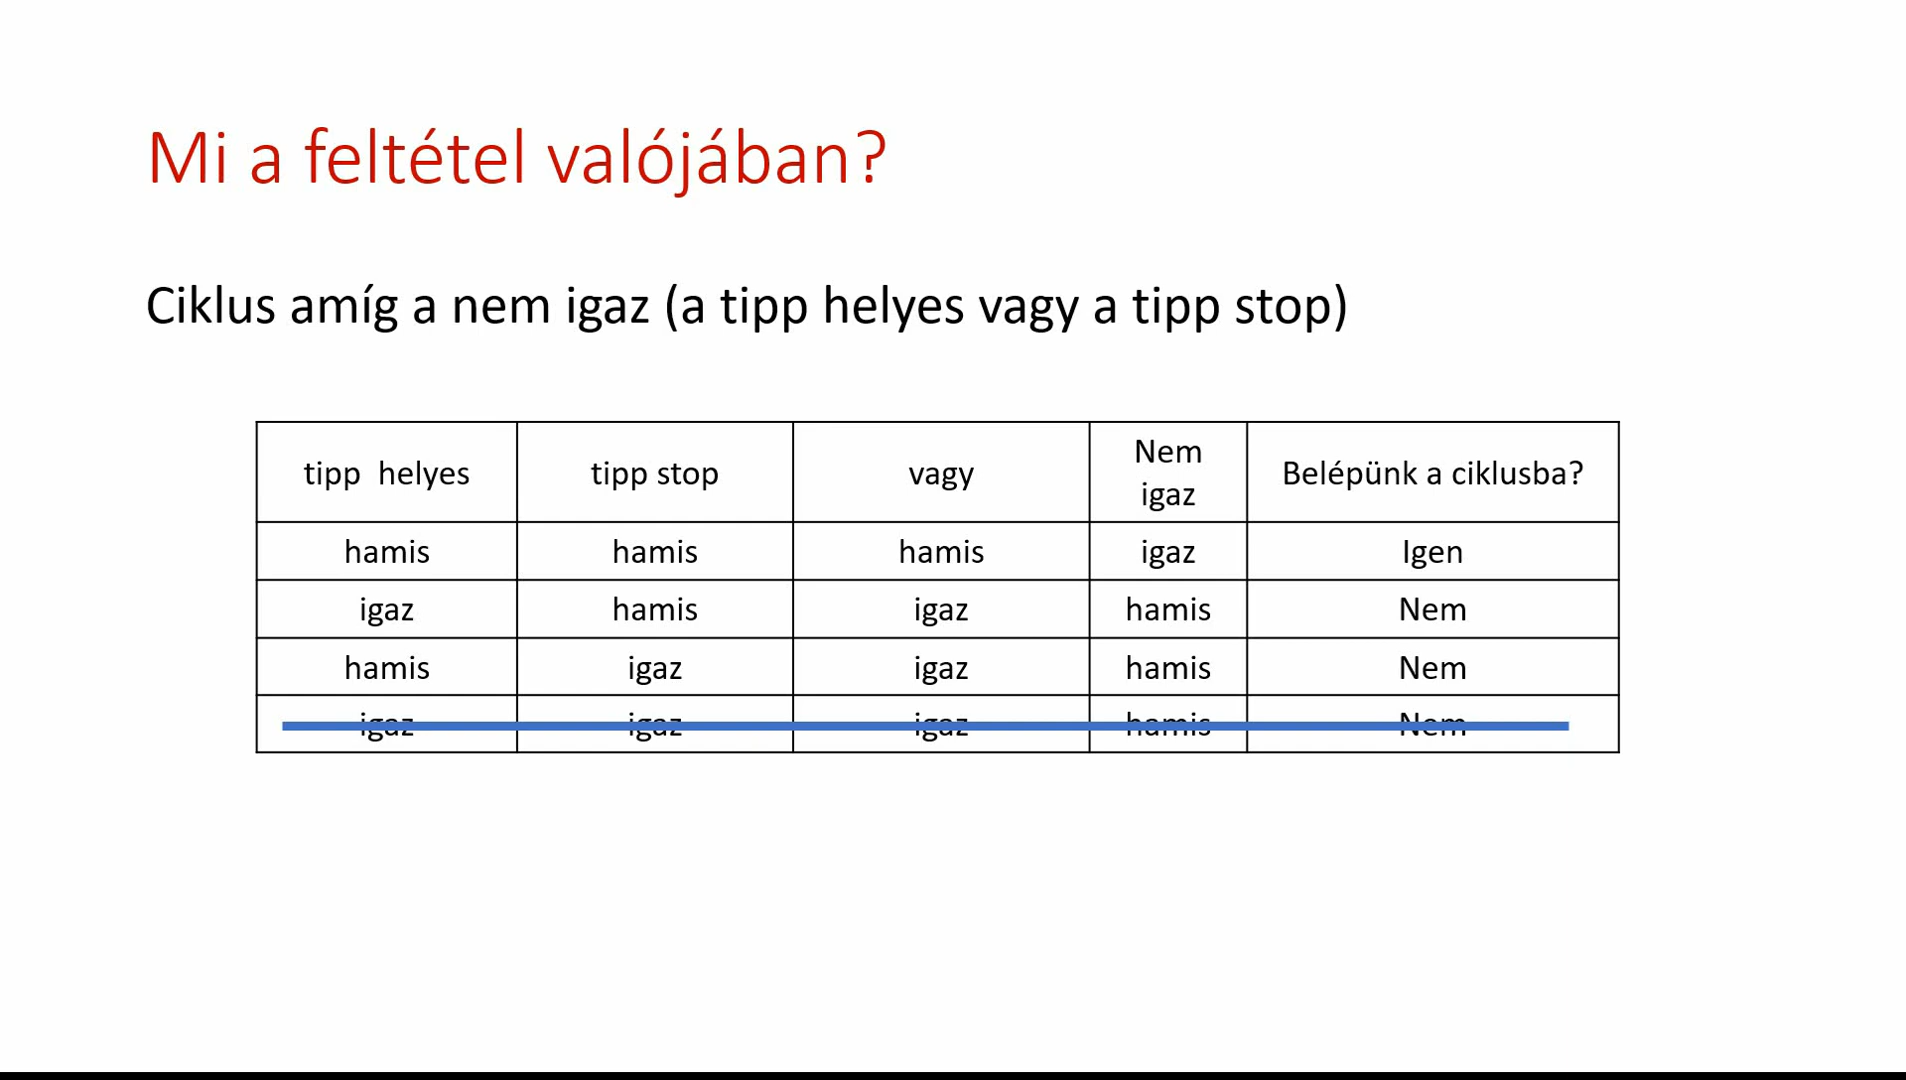 Mi a feltétel valójában?
Ciklus amíg a nem igaz (a tipp helyes vagy a tipp stop)
tipp helyes tipp stop vagy Nem igaz Belépünk a ciklusba?
hamis hamis hamis igaz Igen
igaz hamis igaz hamis Nem
hamis igaz igaz hamis Nem
igaz igaz igaz hamis Nem